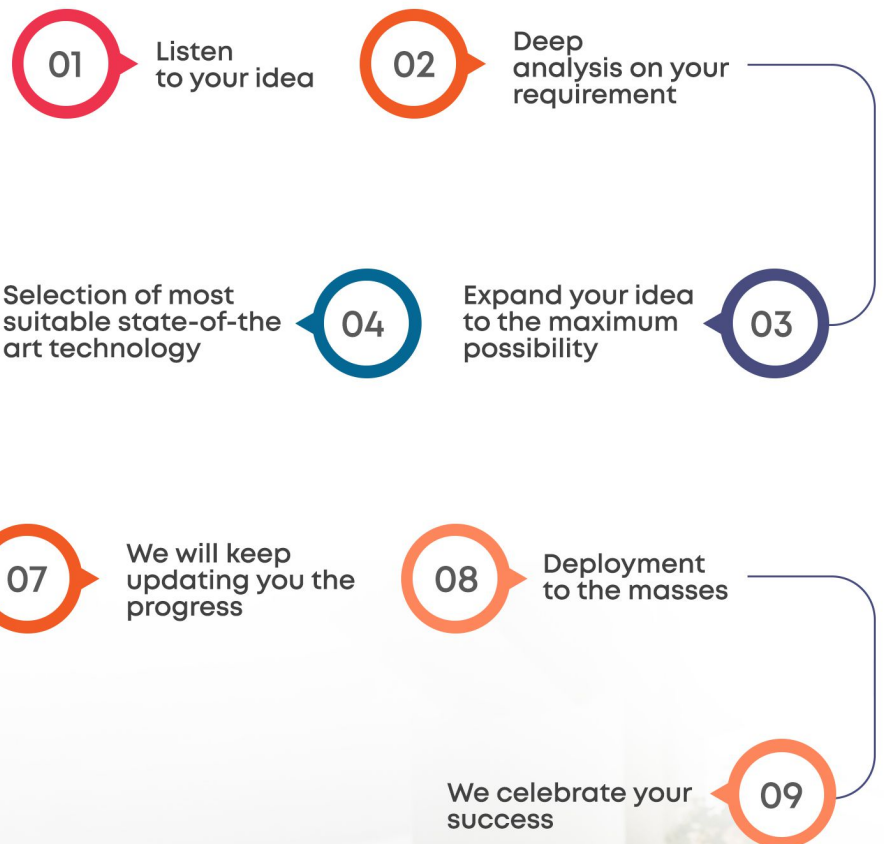 01
Listen
to your idea
02
Deep
analysis on your
requirement
03
Expand your idea
to the maximum
possibility
04
Selection of most
suitable state-of-the
art technology
07
We will keep
updating you the
progress
08
Deployment
to the masses
09
We celebrate your
success